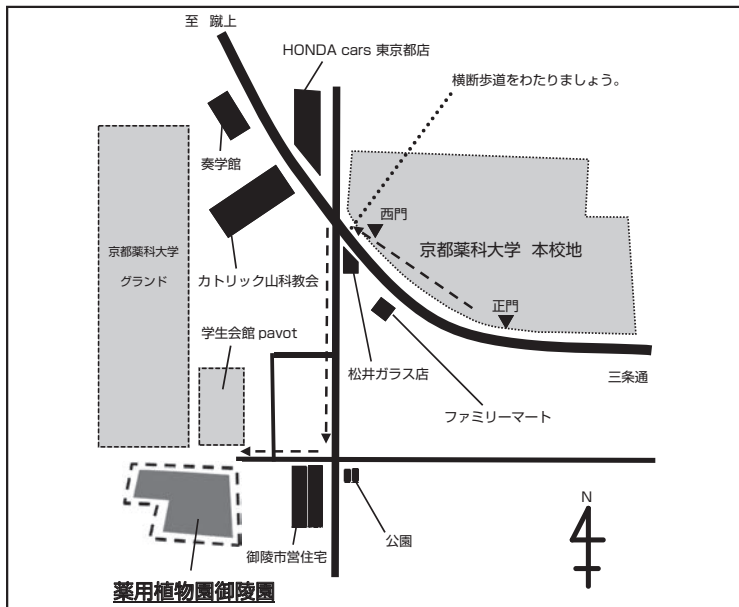 至 蹴上
HONDA cars 東京都店
横断歩道をわたりましょう。
奏学館
西門
京都薬科大学 本校地
京都薬科大学
グランド
カトリック山科教会
正門
学生会館 pavot
松井ガラス店
三条通
ファミリーマート
N
公園
御陵市営住宅
薬用植物園御陵園